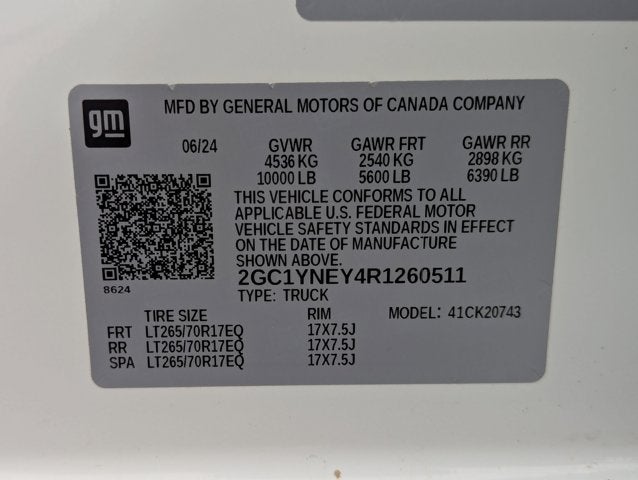 gm
MFD BY GENERAL MOTORS OF CANADA COMPANY
06/24 GVWR GAWR FRT GAWR RR
4536 KG 2540 KG 2898 KG
10000 LB 5600 LB 6390 LB
THIS VEHICLE CONFORMS TO ALL
APPLICABLE U.S. FEDERAL MOTOR
VEHICLE SAFETY STANDARDS IN EFFECT
ON THE DATE OF MANUFACTURE
SHOWN ABOVE.
2GC1YNEY4R1260511
8624
TYPE: TRUCK
TIRE SIZE RIM MODEL: 41CK20743
FRT LT265/70R17EQ 17X7.5J
RR LT265/70R17EQ 17X7.5J
SPA LT265/70R17EQ 17X7.5J